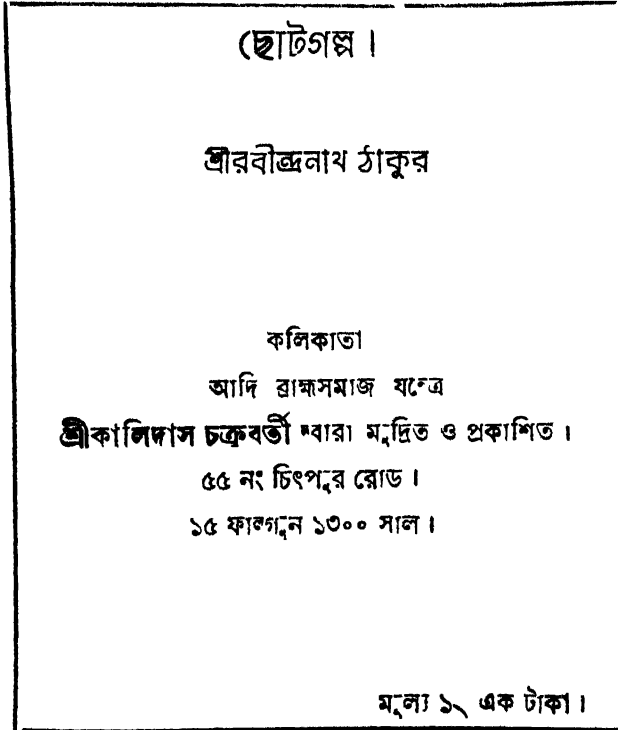 ছোটগল্প।
শ্রীরবীন্দ্রনাথ ঠাকুর
কলিকাতা
আদি ব্রাহ্মসমাজ যন্ত্রে
শ্রীকালিদাস চক্রবর্তী দ্বারা মুদ্রিত ও প্রকাশিত।
৫৫ নং চিৎপুর রোড।
১৫ ফাল্গুন ১৩০০ সাল।
মূল্য ১৲ এক টাকা।